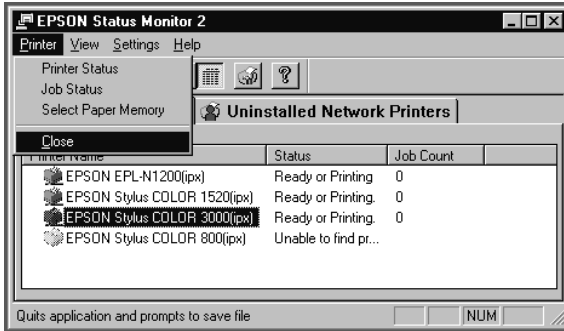 EPSON Status Monitor 2
Printer View Settings Help
Printer Status
Job Status
Select Paper Memory
Close
Uninstalled Network Printers
Printer Name Status Job Count
EPSON EPL-N1200(ipx) Ready or Printing 0
EPSON Stylus COLOR 1520(ipx) Ready or Printing. 0
EPSON Stylus COLOR 3000(ipx) Ready or Printing. 0
EPSON Stylus COLOR 800(ipx) Unable to find pr...
Quits application and prompts to save file NUM